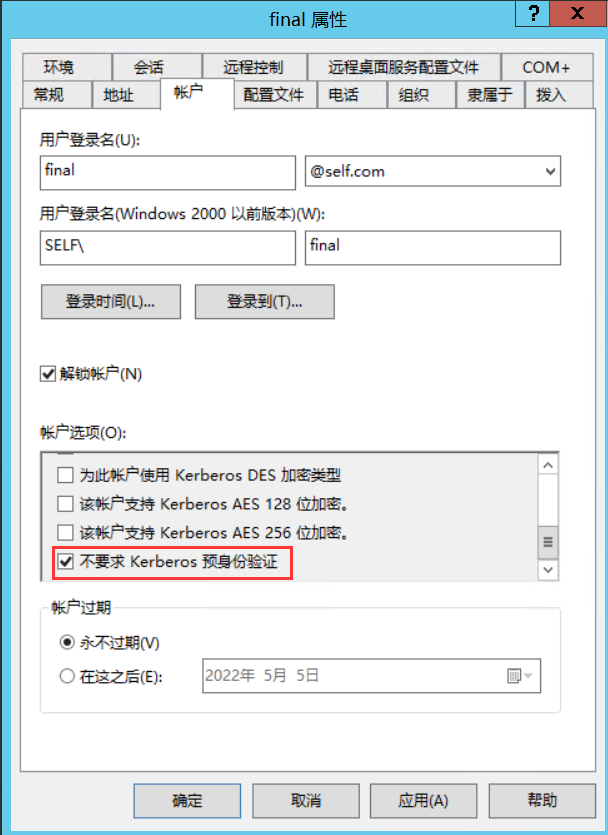 final 属性
? X
环境 会话 远程控制 远程桌面服务配置文件 COM+
常规 地址 帐户 配置文件 电话 组织 隶属于 拨入
用户登录名(U):
final @self.com
用户登录名(Windows 2000 以前版本)(W):
SELF\ final
登录时间(L)... 登录到(T)...
解锁帐户(N)
帐户选项(O):
为此帐户使用 Kerberos DES 加密类型
该帐户支持 Kerberos AES 128 位加密。
该帐户支持 Kerberos AES 256 位加密。
不要求 Kerberos 预身份验证
帐户过期
永不过期(V)
在这之后(E): 2022年 5月 5日
确定 取消 应用(A) 帮助